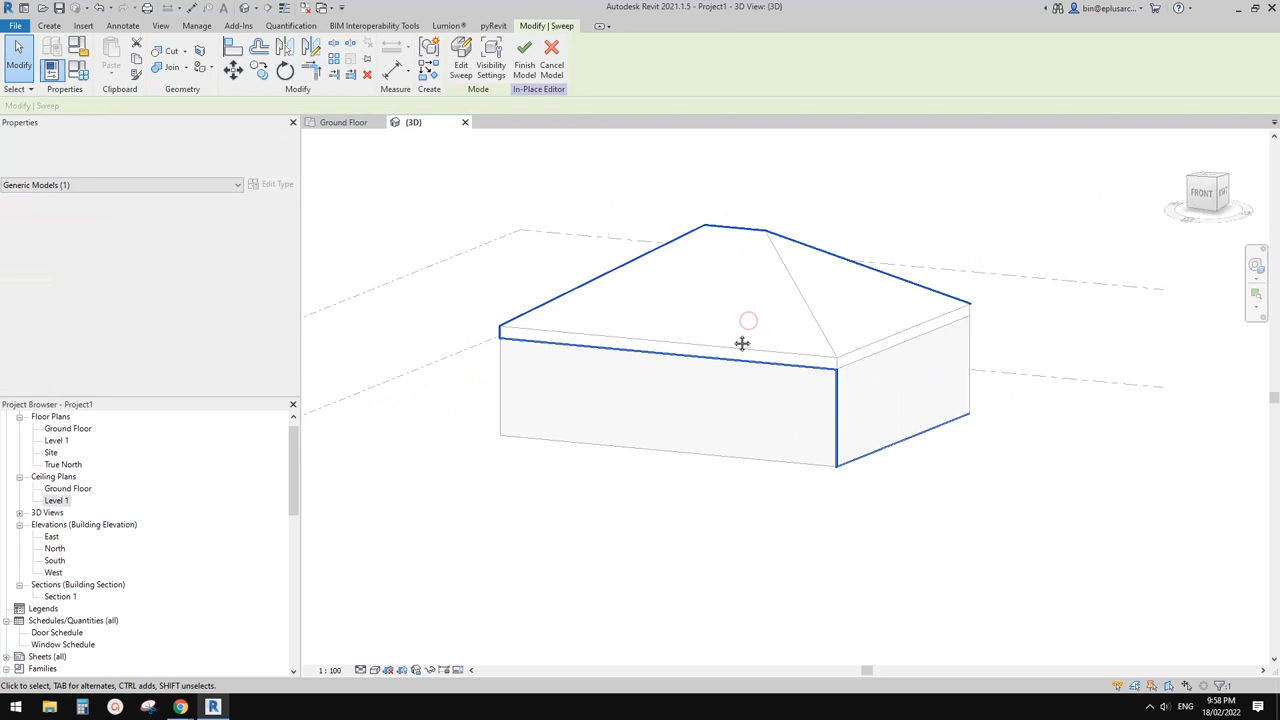 Autodesk Revit 2021.1.5 - Project1 - 3D View: {3D}
bin@eplusarc...
File Create Insert Annotate View Manage Add-Ins Quantification BIM Interoperability Tools Lumion® pyRevit Modify | Sweep
Modify Paste Cut Join Edit Sweep Visibility Settings Finish Model Cancel Model
Select Properties Clipboard Geometry Modify Measure Create Mode In-Place Editor
Modify | Sweep
Properties
Ground Floor {3D}
Generic Models (1) Edit Type
FRONT
Project Browser - Project1
Floor Plans
Ground Floor
Level 1
Site
True North
Ceiling Plans
Ground Floor
Level 1
3D Views
Elevations (Building Elevation)
East
North
South
West
Sections (Building Section)
Section 1
Legends
Schedules/Quantities (all)
Door Schedule
Window Schedule
Sheets (all)
Families
1 : 100
Click to select, TAB for alternates, CTRL adds, SHIFT unselects.
:1
ENG
9:58 PM
18/02/2022